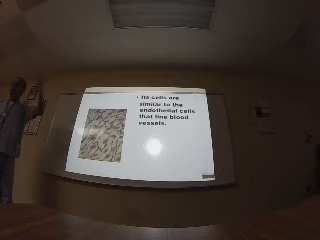 • Its cells are
similar to the
endothelial cells
that line blood
vessels.